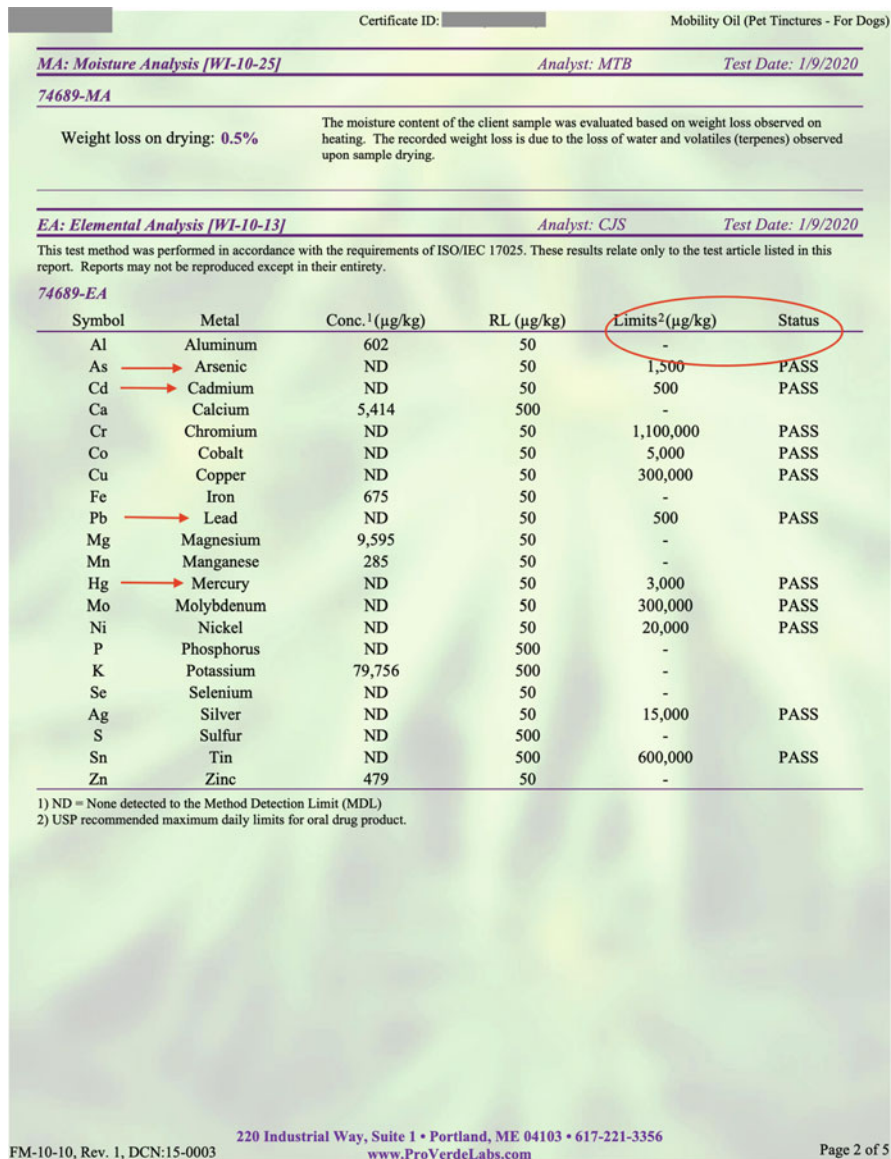 Certificate ID: Mobility Oil (Pet Tinctures - For Dogs)
MA: Moisture Analysis [WI-10-25] Analyst: MTB Test Date: 1/9/2020
74689-MA
Weight loss on drying: 0.5%
The moisture content of the client sample was evaluated based on weight loss observed on
heating. The recorded weight loss is due to the loss of water and volatiles (terpenes) observed
upon sample drying.
EA: Elemental Analysis [WI-10-13] Analyst: CJS Test Date: 1/9/2020
This test method was performed in accordance with the requirements of ISO/IEC 17025. These results relate only to the test article listed in this
report. Reports may not be reproduced except in their entirety.
74689-EA
Symbol Metal Conc.¹(µg/kg) RL (µg/kg) Limits²(µg/kg) Status
Al Aluminum 602 50 -
As Arsenic ND 50 1,500 PASS
Cd Cadmium ND 50 500 PASS
Ca Calcium 5,414 500 -
Cr Chromium ND 50 1,100,000 PASS
Co Cobalt ND 50 5,000 PASS
Cu Copper ND 50 300,000 PASS
Fe Iron 675 50 -
Pb Lead ND 50 500 PASS
Mg Magnesium 9,595 50 -
Mn Manganese 285 50 -
Hg Mercury ND 50 3,000 PASS
Mo Molybdenum ND 50 300,000 PASS
Ni Nickel ND 50 20,000 PASS
P Phosphorus ND 500 -
K Potassium 79,756 500 -
Se Selenium ND 50 -
Ag Silver ND 50 15,000 PASS
S Sulfur ND 500 -
Sn Tin ND 500 600,000 PASS
Zn Zinc 479 50 -
1) ND = None detected to the Method Detection Limit (MDL)
2) USP recommended maximum daily limits for oral drug product.
220 Industrial Way, Suite 1 • Portland, ME 04103 • 617-221-3356
FM-10-10, Rev. 1, DCN:15-0003 www.ProVerdeLabs.com Page 2 of 5